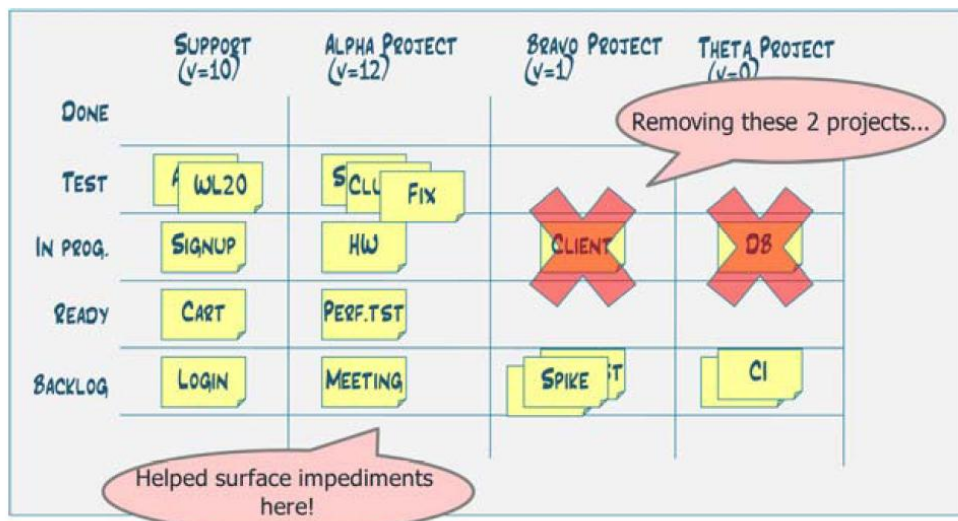 SUPPORT
(V=10)
ALPHA PROJECT
(V=12)
BRAVO PROJECT
(V=1)
THETA PROJECT
(V=0)
Removing these 2 projects...
DONE
TEST
WL20
FIX
IN PROG.
SIGNUP
HW
CLIENT
DB
READY
CART
PERF.TST
BACKLOG
LOGIN
MEETING
SPIKE
CI
Helped surface impediments
here!